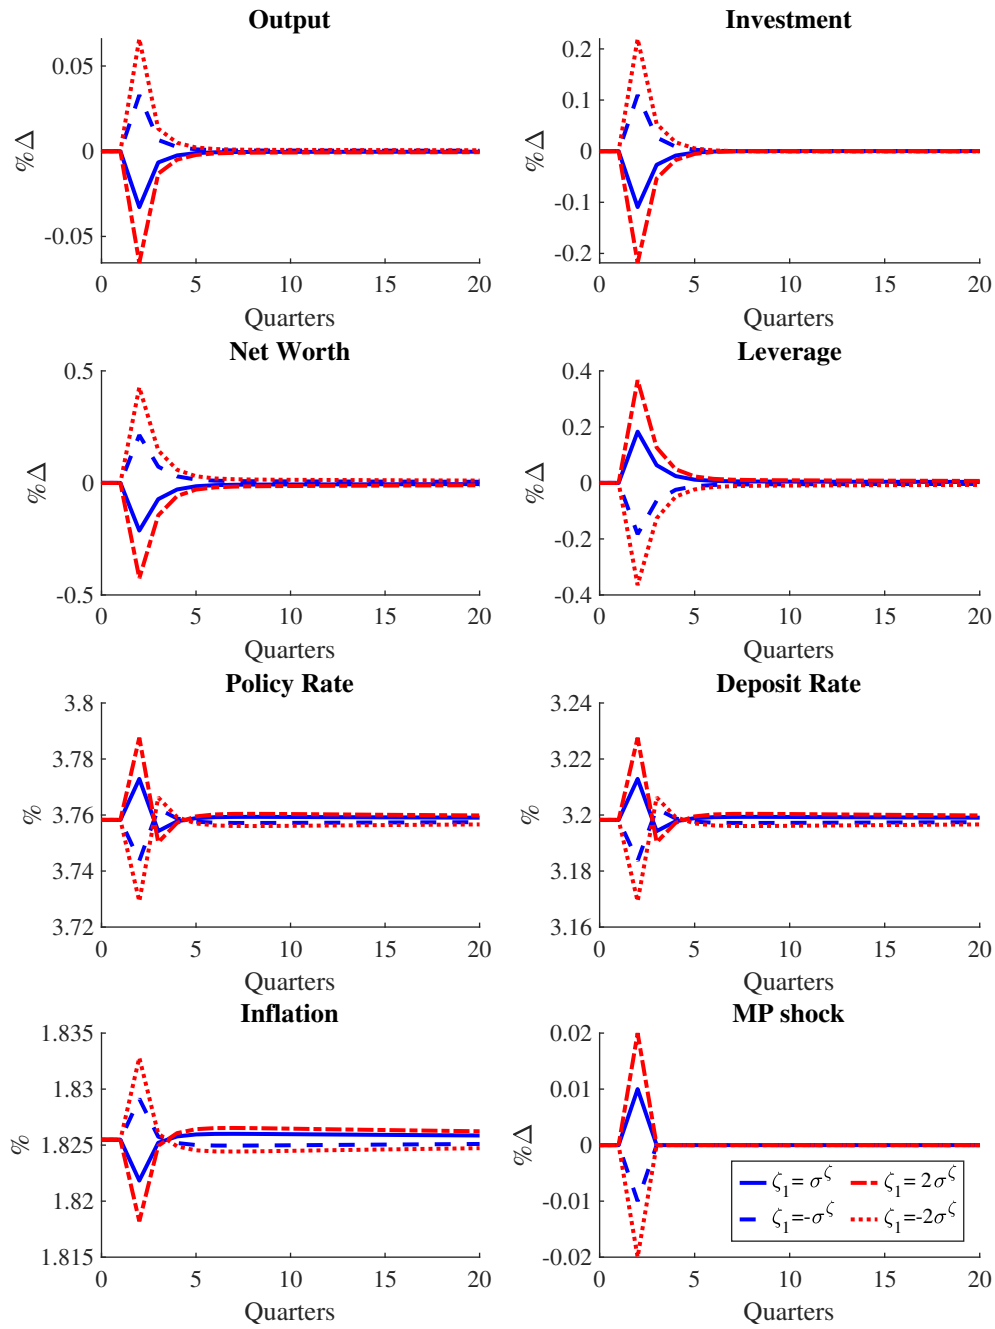 Output
0.05
0
-0.05
%Δ
0 5 10 15 20
Quarters
Investment
0.2
0.1
0
-0.1
-0.2
%Δ
0 5 10 15 20
Quarters
Net Worth
0.5
0
-0.5
%Δ
0 5 10 15 20
Quarters
Leverage
0.4
0.2
0
-0.2
-0.4
%Δ
0 5 10 15 20
Quarters
Policy Rate
3.8
3.78
3.76
3.74
3.72
%
0 5 10 15 20
Quarters
Deposit Rate
3.24
3.22
3.2
3.18
3.16
%
0 5 10 15 20
Quarters
Inflation
1.835
1.83
1.825
1.82
1.815
%
0 5 10 15 20
Quarters
MP shock
0.02
0.01
0
-0.01
-0.02
%Δ
ζ₁= σ^ζ ζ₁= 2σ^ζ
ζ₁=-σ^ζ ζ₁=-2σ^ζ
0 5 10 15 20
Quarters